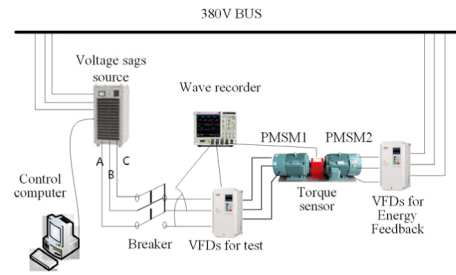 380V BUS
Voltage sags
source
Wave recorder
PMSM1
PMSM2
A
B
C
Control
computer
Breaker
VFDs for test
Torque
sensor
VFDs for
Energy
Feedback